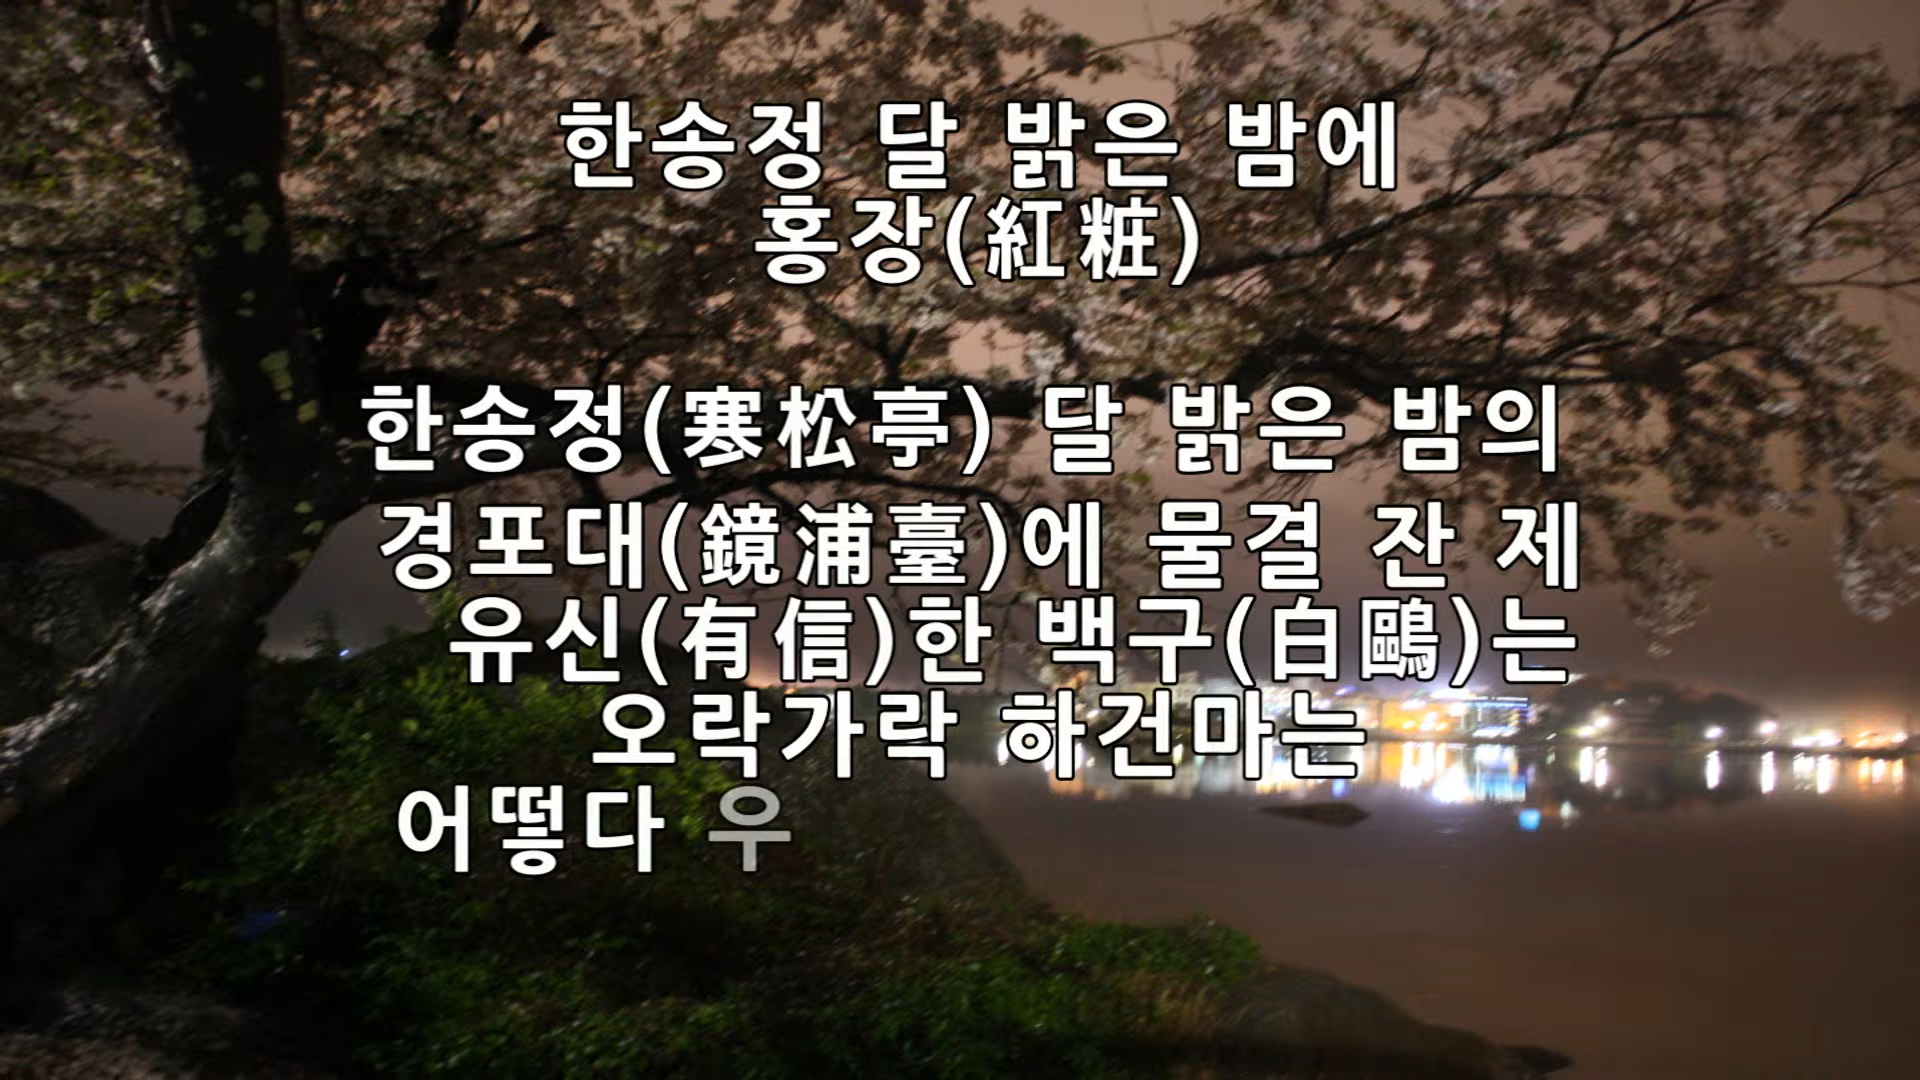 한송정 달 밝은 밤에
홍장(紅粧)
한송정(寒松亭) 달 밝은 밤의
경포대(鏡浦臺)에 물결 잔 제
유신(有信)한 백구(白鷗)는
오락가락 하건마는
어떻다 우